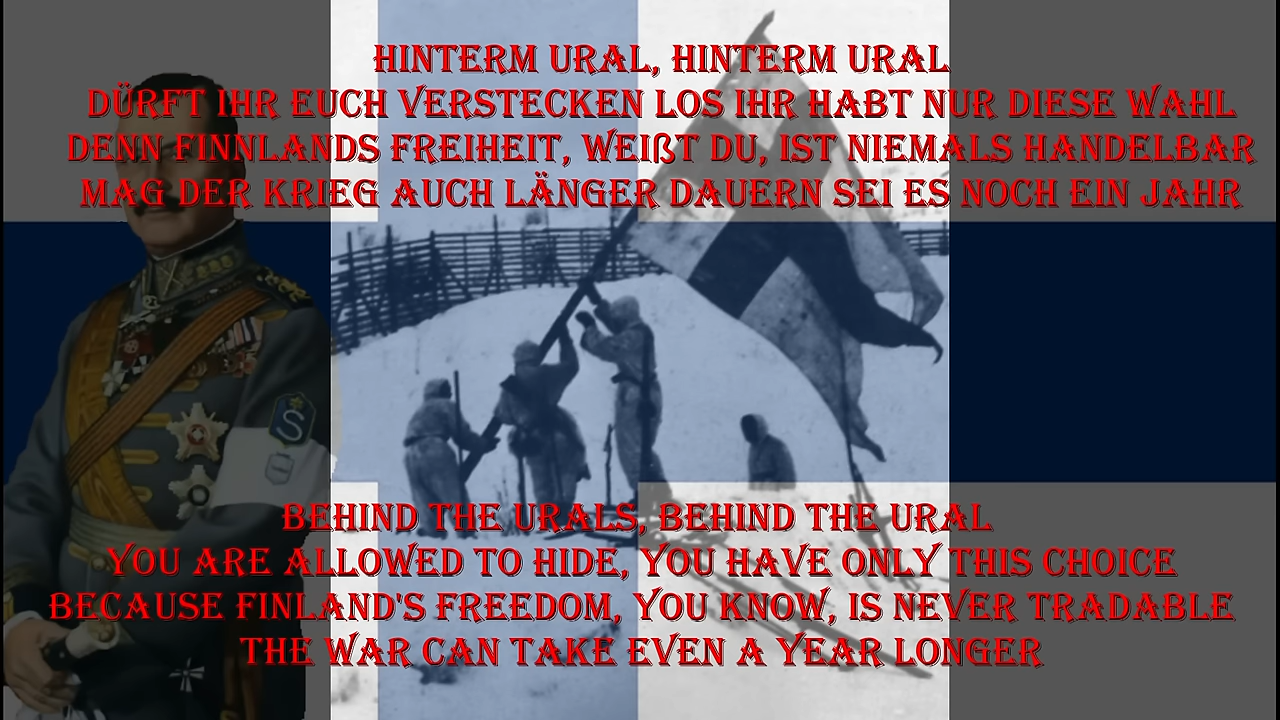 HINTERM URAL, HINTERM URAL
DÜRFT IHR EUCH VERSTECKEN LOS IHR HABT NUR DIESE WAHL
DENN FINNLANDS FREIHEIT, WEIßT DU, IST NIEMALS HANDELBAR
MAG DER KRIEG AUCH LÄNGER DAUERN SEI ES NOCH EIN JAHR
S
BEHIND THE URALS, BEHIND THE URAL
YOU ARE ALLOWED TO HIDE, YOU HAVE ONLY THIS CHOICE
BECAUSE FINLAND'S FREEDOM, YOU KNOW, IS NEVER TRADABLE
THE WAR CAN TAKE EVEN A YEAR LONGER